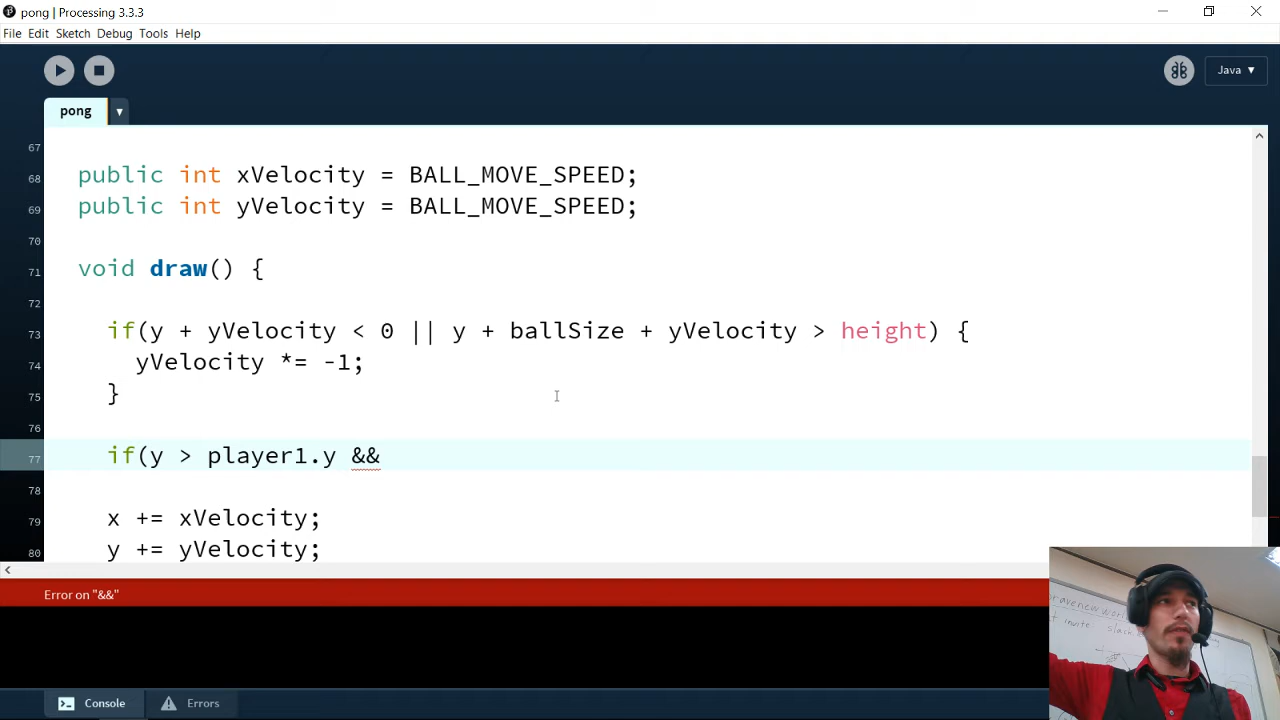 pong | Processing 3.3.3
File Edit Sketch Debug Tools Help
Java ▼
pong ▼
67
68 public int xVelocity = BALL_MOVE_SPEED;
69 public int yVelocity = BALL_MOVE_SPEED;
70
71 void draw() {
72
73 if(y + yVelocity < 0 || y + ballSize + yVelocity > height) {
74 yVelocity *= -1;
75 }
76
77 if(y > player1.y &&
78
79 x += xVelocity;
80 y += yVelocity;
Error on "&&"
Console Errors